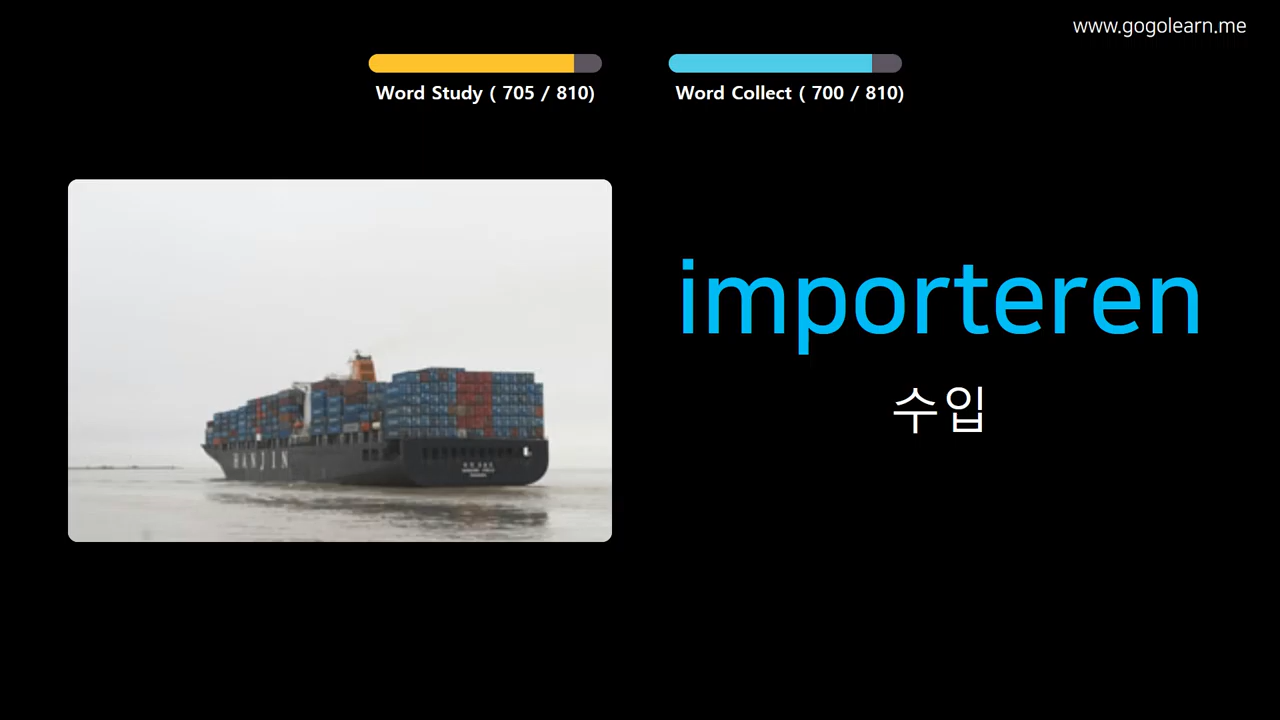 www.gogolearn.me
Word Study ( 705 / 810)
Word Collect ( 700 / 810)
importeren
수입
HANJIN